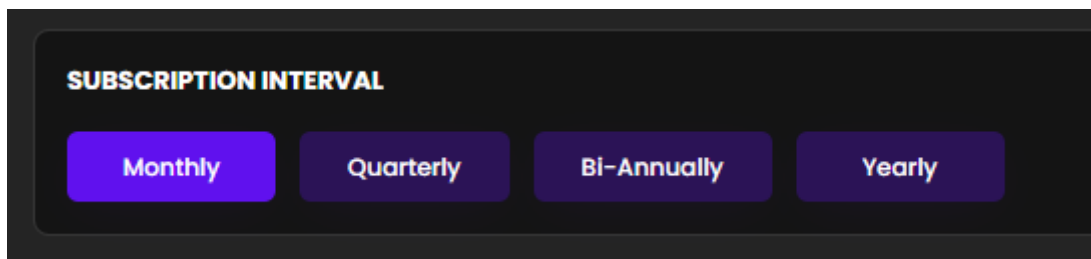 SUBSCRIPTION INTERVAL
Monthly Quarterly Bi-Annually Yearly